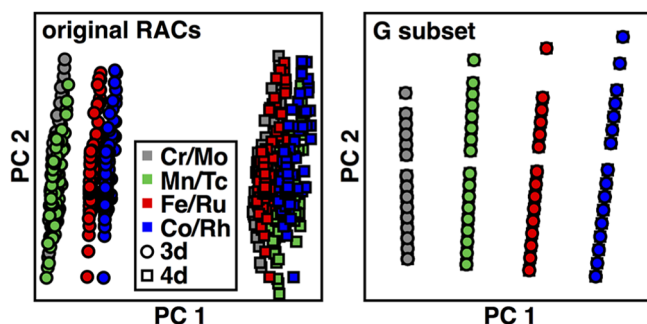 original RACs
PC 2
Cr/Mo
Mn/Tc
Fe/Ru
Co/Rh
3d
4d
PC 1
G subset
PC 2
PC 1